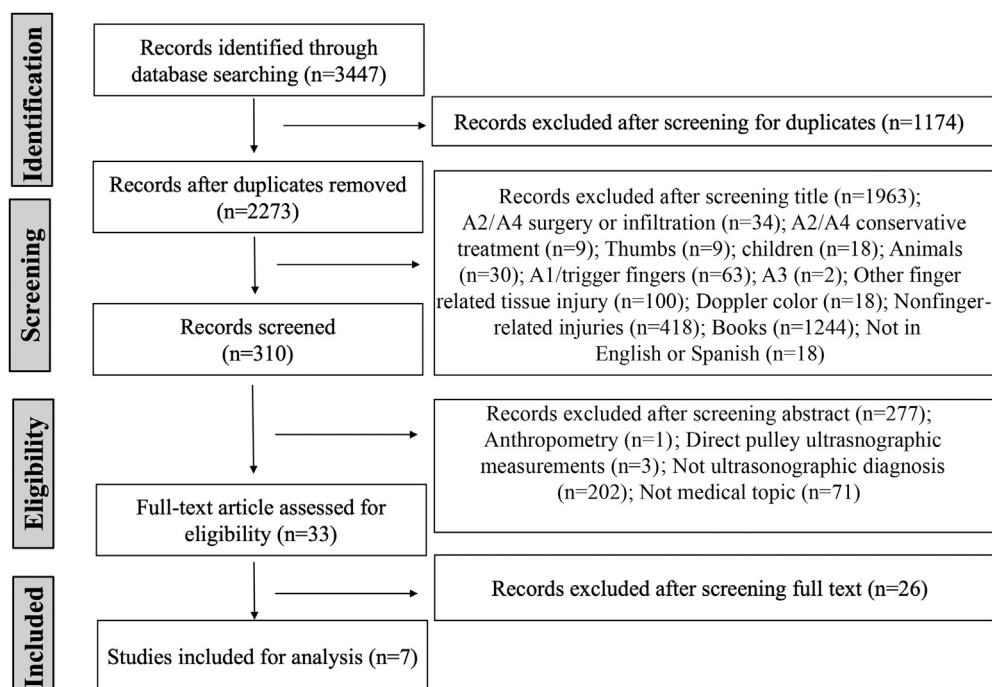 Identification
Records identified through
database searching (n=3447)
Records excluded after screening for duplicates (n=1174)
Records after duplicates removed
(n=2273)
Screening
Records excluded after screening title (n=1963);
A2/A4 surgery or infiltration (n=34); A2/A4 conservative
treatment (n=9); Thumbs (n=9); children (n=18); Animals
(n=30); A1/trigger fingers (n=63); A3 (n=2); Other finger
related tissue injury (n=100); Doppler color (n=18); Nonfinger-
related injuries (n=418); Books (n=1244); Not in
English or Spanish (n=18)
Records screened
(n=310)
Eligibility
Records excluded after screening abstract (n=277);
Anthropometry (n=1); Direct pulley ultrasnographic
measurements (n=3); Not ultrasonographic diagnosis
(n=202); Not medical topic (n=71)
Full-text article assessed for
eligibility (n=33)
Included
Records excluded after screening full text (n=26)
Studies included for analysis (n=7)